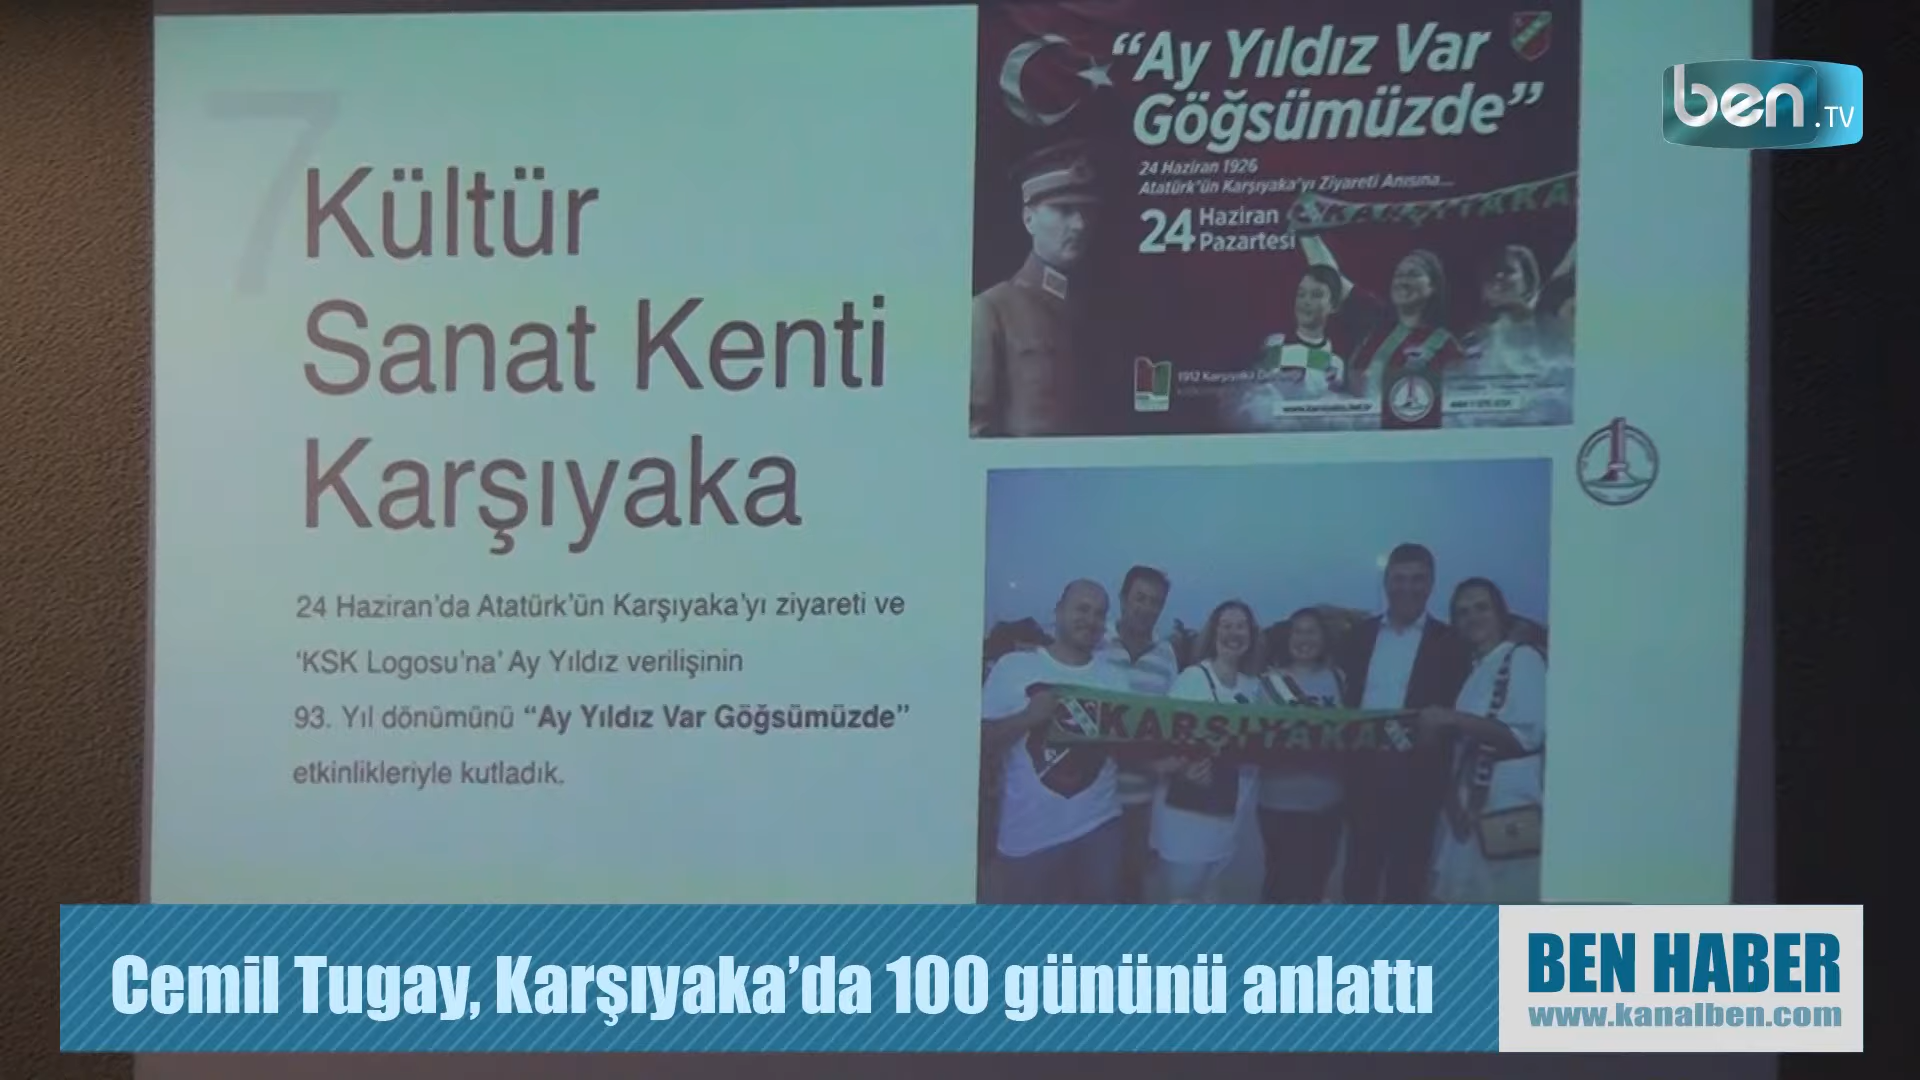 7
Kültür
Sanat Kenti
Karşıyaka
24 Haziran'da Atatürk'ün Karşıyaka'yı ziyareti ve
'KSK Logosu'na' Ay Yıldız verilişinin
93. Yıl dönümünü “Ay Yıldız Var Göğsümüzde”
etkinlikleriyle kutladık.
“Ay Yıldız Var
Göğsümüzde”
24 Haziran 1926
Atatürk'ün Karşıyaka'yı Ziyareti Anısına...
24 Haziran
Pazartesi
KARŞIYAKA
1912 Karşıyaka
KARŞIYAKA
ben.TV
Cemil Tugay, Karşıyaka’da 100 gününü anlattı
BEN HABER
www.kanalben.com